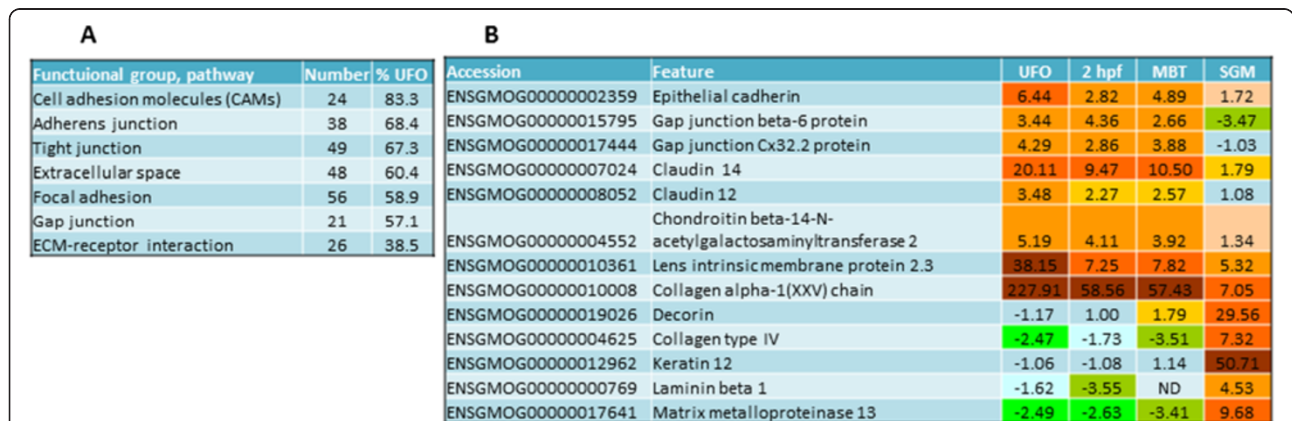 A
B
Functuional group, pathway Number % UFO
Cell adhesion molecules (CAMs) 24 83.3
Adherens junction 38 68.4
Tight junction 49 67.3
Extracellular space 48 60.4
Focal adhesion 56 58.9
Gap junction 21 57.1
ECM-receptor interaction 26 38.5
Accession Feature UFO 2 hpf MBT SGM
ENSGMOG00000002359 Epithelial cadherin 6.44 2.82 4.89 1.72
ENSGMOG00000015795 Gap junction beta-6 protein 3.44 4.36 2.66 -3.47
ENSGMOG00000017444 Gap junction Cx32.2 protein 4.29 2.86 3.88 -1.03
ENSGMOG00000007024 Claudin 14 20.11 9.47 10.50 1.79
ENSGMOG00000008052 Claudin 12 3.48 2.27 2.57 1.08
Chondroitin beta-14-N-
ENSGMOG00000004552 acetylgalactosaminyltransferase 2 5.19 4.11 3.92 1.34
ENSGMOG00000010361 Lens intrinsic membrane protein 2.3 38.15 7.25 7.82 5.32
ENSGMOG00000010008 Collagen alpha-1(XXV) chain 227.91 58.56 57.43 7.05
ENSGMOG00000019026 Decorin -1.17 1.00 1.79 29.56
ENSGMOG00000004625 Collagen type IV -2.47 -1.73 -3.51 7.32
ENSGMOG00000012962 Keratin 12 -1.06 -1.08 1.14 50.71
ENSGMOG00000000769 Laminin beta 1 -1.62 -3.55 ND 4.53
ENSGMOG00000017641 Matrix metalloproteinase 13 -2.49 -2.63 -3.41 9.68